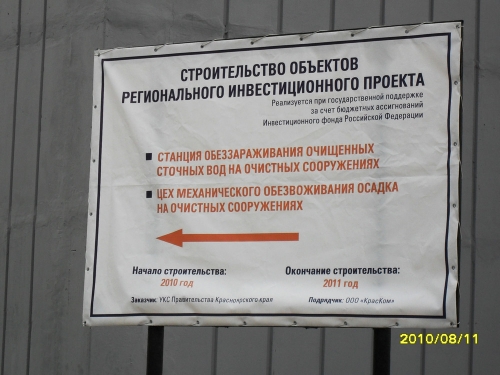 СТРОИТЕЛЬСТВО ОБЪЕКТОВ
РЕГИОНАЛЬНОГО ИНВЕСТИЦИОННОГО ПРОЕКТА
Реализуется при государственной поддержке
за счет бюджетных ассигнований
Инвестиционного фонда Российской Федерации
СТАНЦИЯ ОБЕЗЗАРАЖИВАНИЯ ОЧИЩЕННЫХ
СТОЧНЫХ ВОД НА ОЧИСТНЫХ СООРУЖЕНИЯХ
ЦЕХ МЕХАНИЧЕСКОГО ОБЕЗВОЖИВАНИЯ ОСАДКА
НА ОЧИСТНЫХ СООРУЖЕНИЯХ
Начало строительства:
2010 год
Окончание строительства:
2011 год
Заказчик: УКС Правительства Красноярского края
Подрядчик: ООО «КрасКом»
2010/08/11